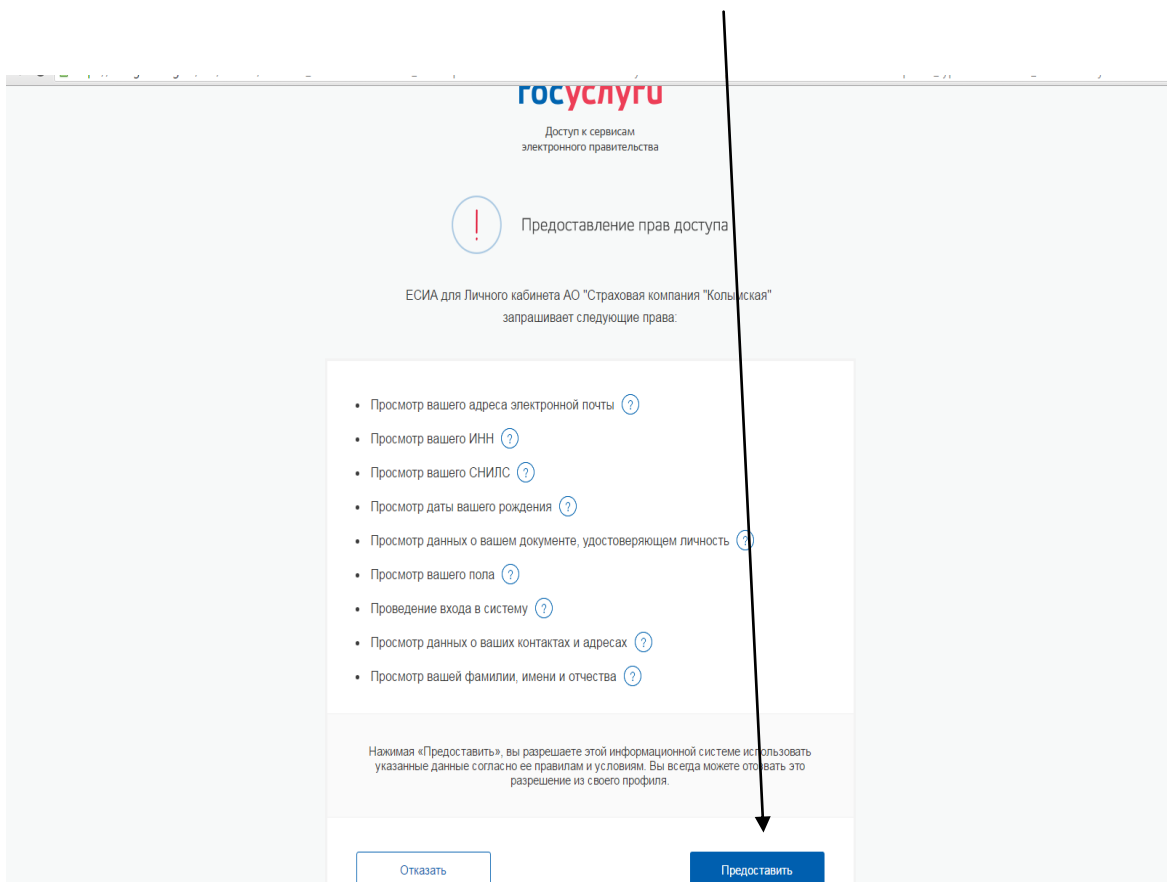 госуслуги
Доступ к сервисам
электронного правительства
!
Предоставление прав доступа
ЕСИА для Личного кабинета АО "Страховая компания "Колымская"
запрашивает следующие права:
• Просмотр вашего адреса электронной почты ?
• Просмотр вашего ИНН ?
• Просмотр вашего СНИЛС ?
• Просмотр даты вашего рождения ?
• Просмотр данных о вашем документе, удостоверяющем личность ?
• Просмотр вашего пола ?
• Проведение входа в систему ?
• Просмотр данных о ваших контактах и адресах ?
• Просмотр вашей фамилии, имени и отчества ?
Нажимая «Предоставить», вы разрешаете этой информационной системе использовать
указанные данные согласно ее правилам и условиям. Вы всегда можете отозвать это
разрешение из своего профиля.
Отказать
Предоставить